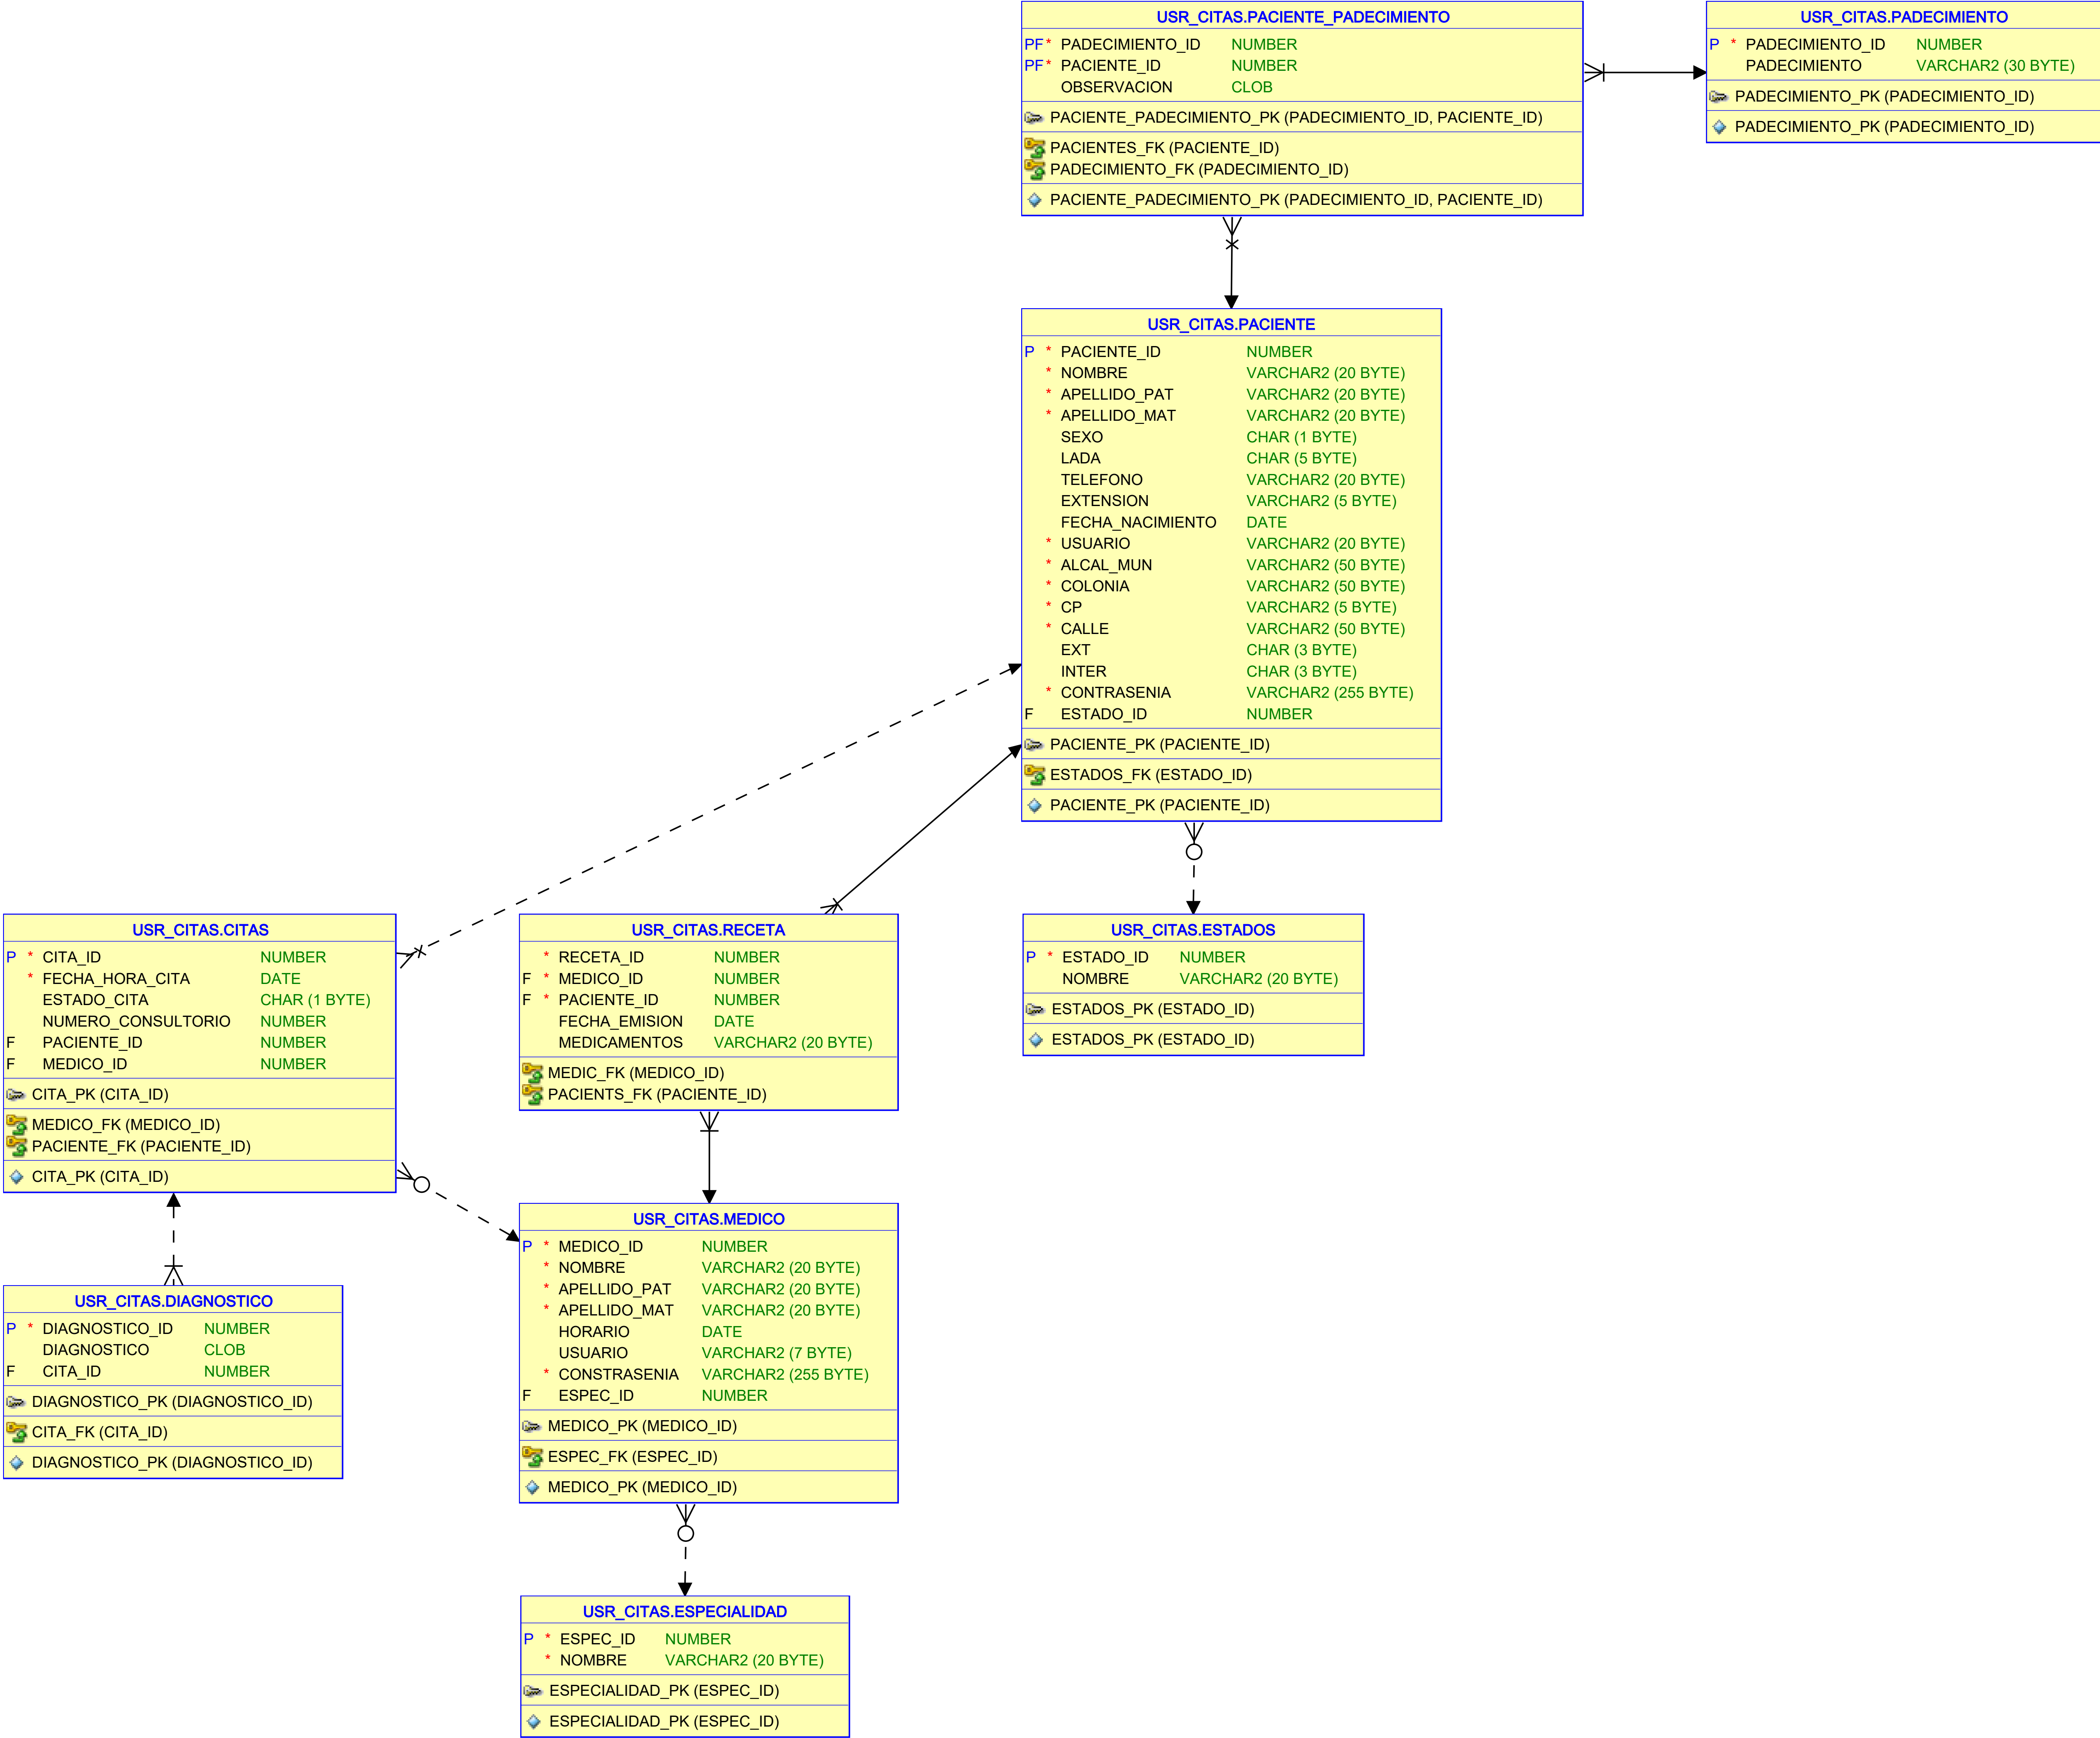 USR_CITAS.PACIENTE_PADECIMIENTO
PF * PADECIMIENTO_ID NUMBER
PF * PACIENTE_ID NUMBER
OBSERVACION CLOB
PACIENTE_PADECIMIENTO_PK (PADECIMIENTO_ID, PACIENTE_ID)
PACIENTES_FK (PACIENTE_ID)
PADECIMIENTO_FK (PADECIMIENTO_ID)
PACIENTE_PADECIMIENTO_PK (PADECIMIENTO_ID, PACIENTE_ID)
USR_CITAS.PADECIMIENTO
P * PADECIMIENTO_ID NUMBER
PADECIMIENTO VARCHAR2 (30 BYTE)
PADECIMIENTO_PK (PADECIMIENTO_ID)
PADECIMIENTO_PK (PADECIMIENTO_ID)
USR_CITAS.PACIENTE
P * PACIENTE_ID NUMBER
* NOMBRE VARCHAR2 (20 BYTE)
* APELLIDO_PAT VARCHAR2 (20 BYTE)
* APELLIDO_MAT VARCHAR2 (20 BYTE)
SEXO CHAR (1 BYTE)
LADA CHAR (5 BYTE)
TELEFONO VARCHAR2 (20 BYTE)
EXTENSION VARCHAR2 (5 BYTE)
FECHA_NACIMIENTO DATE
* USUARIO VARCHAR2 (20 BYTE)
* ALCAL_MUN VARCHAR2 (50 BYTE)
* COLONIA VARCHAR2 (50 BYTE)
* CP VARCHAR2 (5 BYTE)
* CALLE VARCHAR2 (50 BYTE)
EXT CHAR (3 BYTE)
INTER CHAR (3 BYTE)
* CONTRASENIA VARCHAR2 (255 BYTE)
F ESTADO_ID NUMBER
PACIENTE_PK (PACIENTE_ID)
ESTADOS_FK (ESTADO_ID)
PACIENTE_PK (PACIENTE_ID)
USR_CITAS.CITAS
P * CITA_ID NUMBER
* FECHA_HORA_CITA DATE
ESTADO_CITA CHAR (1 BYTE)
NUMERO_CONSULTORIO NUMBER
F PACIENTE_ID NUMBER
F MEDICO_ID NUMBER
CITA_PK (CITA_ID)
MEDICO_FK (MEDICO_ID)
PACIENTE_FK (PACIENTE_ID)
CITA_PK (CITA_ID)
USR_CITAS.RECETA
* RECETA_ID NUMBER
F * MEDICO_ID NUMBER
F * PACIENTE_ID NUMBER
FECHA_EMISION DATE
MEDICAMENTOS VARCHAR2 (20 BYTE)
MEDIC_FK (MEDICO_ID)
PACIENTS_FK (PACIENTE_ID)
USR_CITAS.ESTADOS
P * ESTADO_ID NUMBER
NOMBRE VARCHAR2 (20 BYTE)
ESTADOS_PK (ESTADO_ID)
ESTADOS_PK (ESTADO_ID)
USR_CITAS.MEDICO
P * MEDICO_ID NUMBER
* NOMBRE VARCHAR2 (20 BYTE)
* APELLIDO_PAT VARCHAR2 (20 BYTE)
* APELLIDO_MAT VARCHAR2 (20 BYTE)
HORARIO DATE
USUARIO VARCHAR2 (7 BYTE)
* CONSTRASENIA VARCHAR2 (255 BYTE)
F ESPEC_ID NUMBER
MEDICO_PK (MEDICO_ID)
ESPEC_FK (ESPEC_ID)
MEDICO_PK (MEDICO_ID)
USR_CITAS.DIAGNOSTICO
P * DIAGNOSTICO_ID NUMBER
DIAGNOSTICO CLOB
F CITA_ID NUMBER
DIAGNOSTICO_PK (DIAGNOSTICO_ID)
CITA_FK (CITA_ID)
DIAGNOSTICO_PK (DIAGNOSTICO_ID)
USR_CITAS.ESPECIALIDAD
P * ESPEC_ID NUMBER
* NOMBRE VARCHAR2 (20 BYTE)
ESPECIALIDAD_PK (ESPEC_ID)
ESPECIALIDAD_PK (ESPEC_ID)